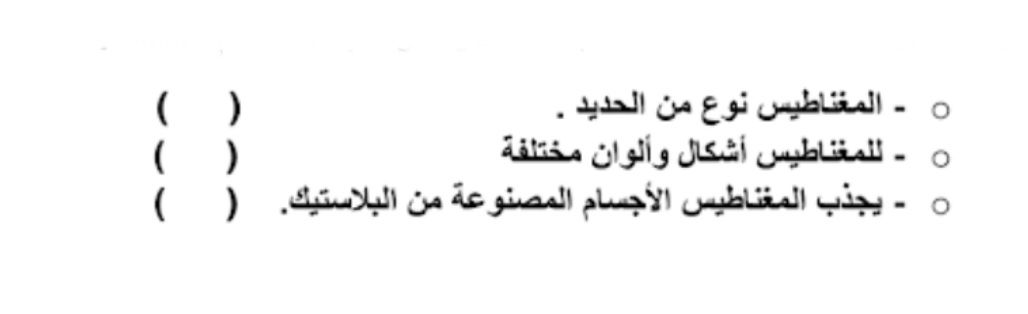 ○ - المغناطيس نوع من الحديد . ( )
○ - للمغناطيس أشكال وألوان مختلفة ( )
○ - يجذب المغناطيس الأجسام المصنوعة من البلاستيك. ( )